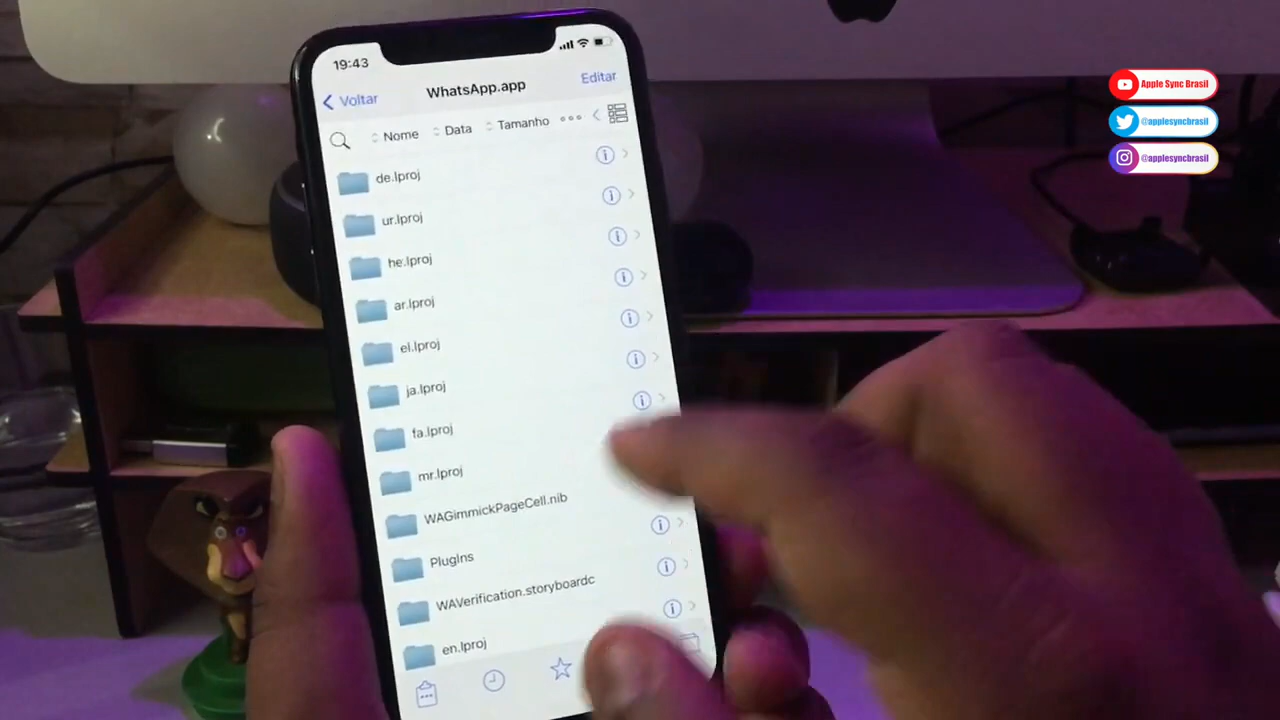 19:43
Voltar
WhatsApp.app
Editar
Nome
Data
Tamanho
de.lproj
ur.lproj
he.lproj
ar.lproj
el.lproj
ja.lproj
fa.lproj
mr.lproj
WAGimmickPageCell.nib
PlugIns
WAVerification.storyboardc
en.lproj
Apple Sync Brasil
@applesyncbrasil
@applesyncbrasil